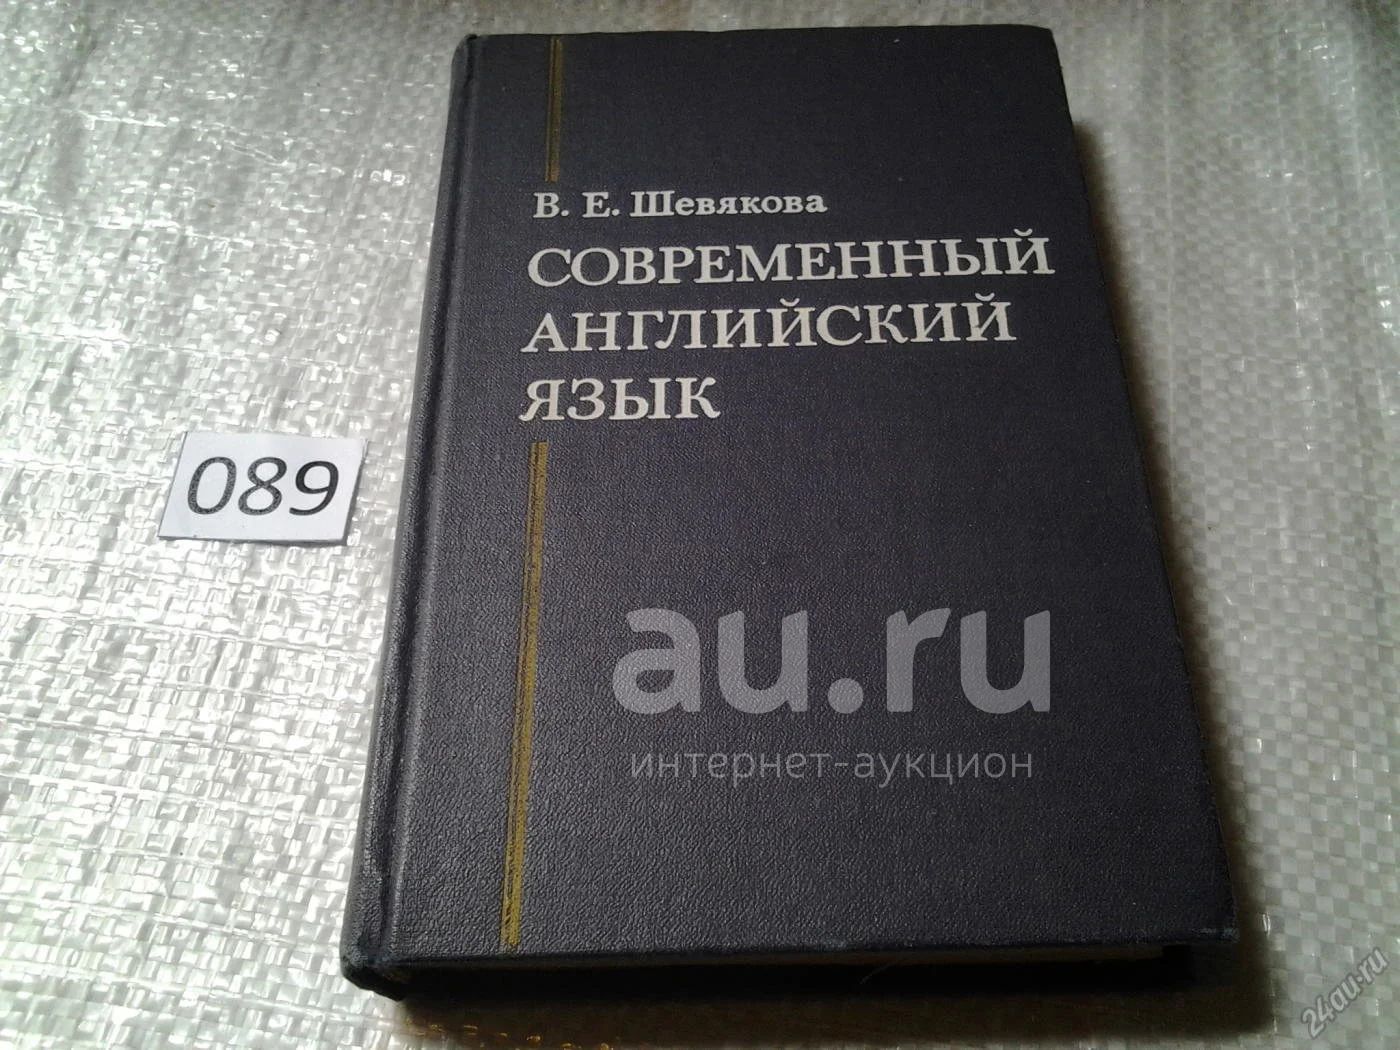 В. Е. Шевякова
СОВРЕМЕННЫЙ
АНГЛИЙСКИЙ
ЯЗЫК
089
au.ru
интернет-аукцион
24au.ru